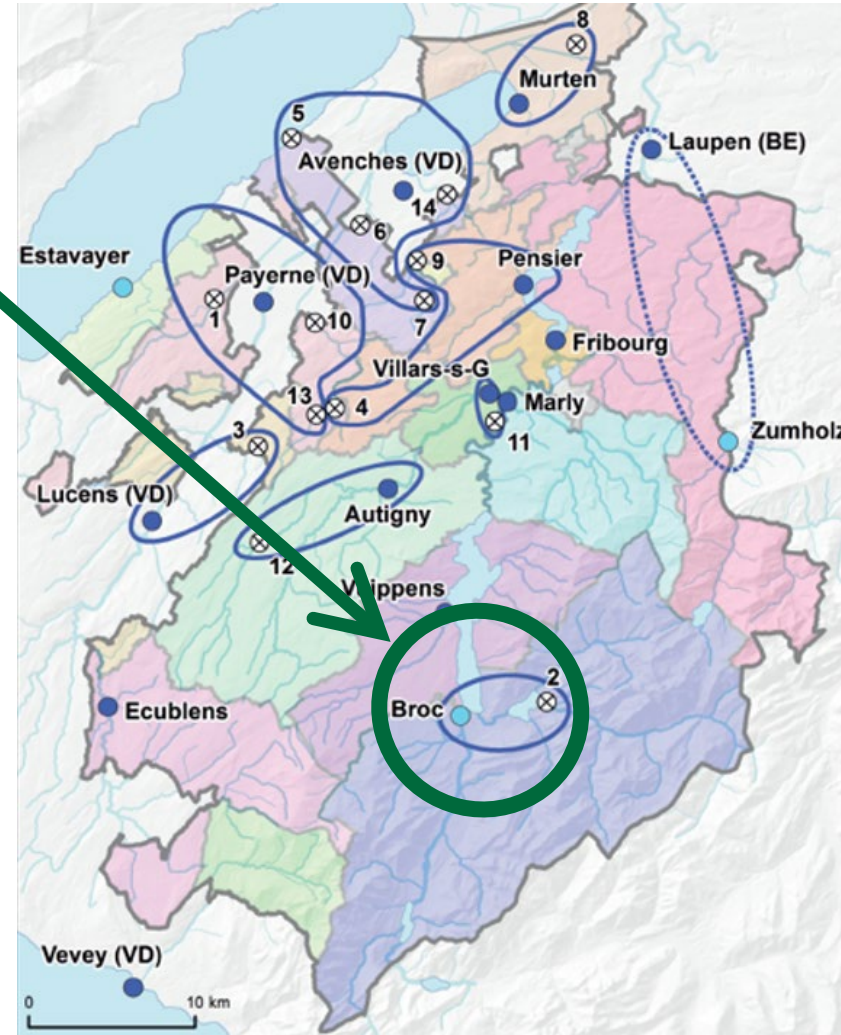 8
Murten
5
Avenches (VD)
Laupen (BE)
14
6
Estavayer
9
Pensier
Payerne (VD)
1
7
10
Fribourg
Villars-s-G
13
4
Marly
3
11
Zumholz
Lucens (VD)
Autigny
12
2
Broc
Ecublens
Vevey (VD)
0
10 km